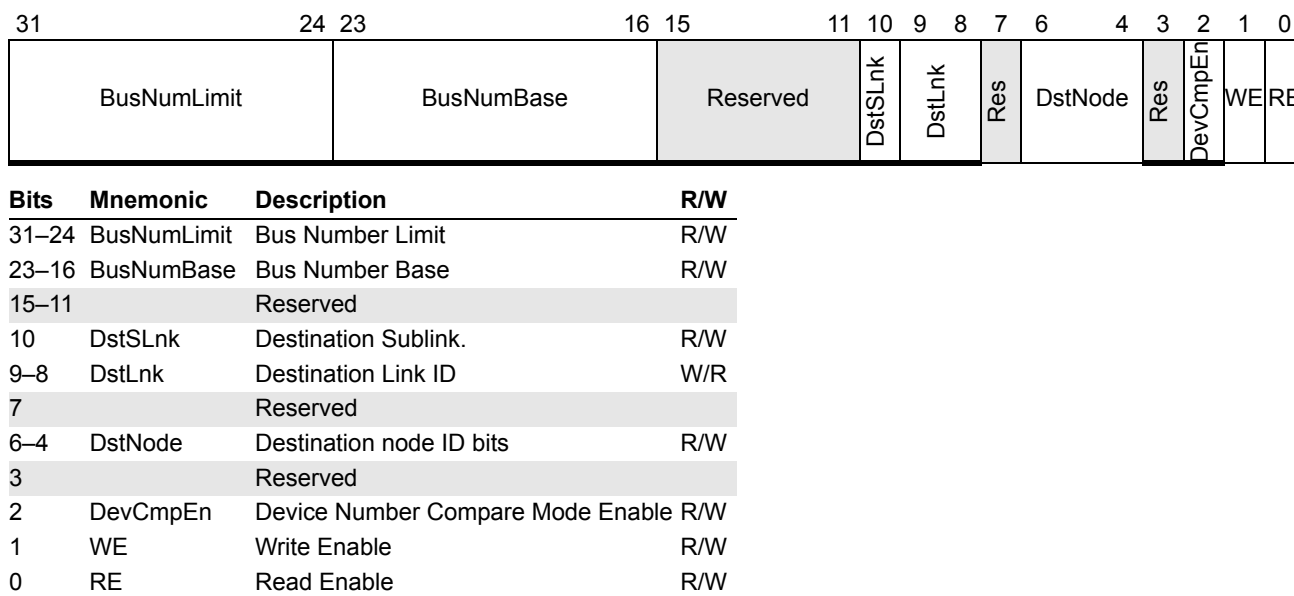 31 24 23 16 15 11 10 9 8 7 6 4 3 2 1 0
BusNumLimit BusNumBase Reserved DstSLnk DstLnk Res DstNode Res DevCmpEn WE RE
Bits Mnemonic Description R/W
31–24 BusNumLimit Bus Number Limit R/W
23–16 BusNumBase Bus Number Base R/W
15–11 Reserved
10 DstSLnk Destination Sublink. R/W
9–8 DstLnk Destination Link ID W/R
7 Reserved
6–4 DstNode Destination node ID bits R/W
3 Reserved
2 DevCmpEn Device Number Compare Mode Enable R/W
1 WE Write Enable R/W
0 RE Read Enable R/W